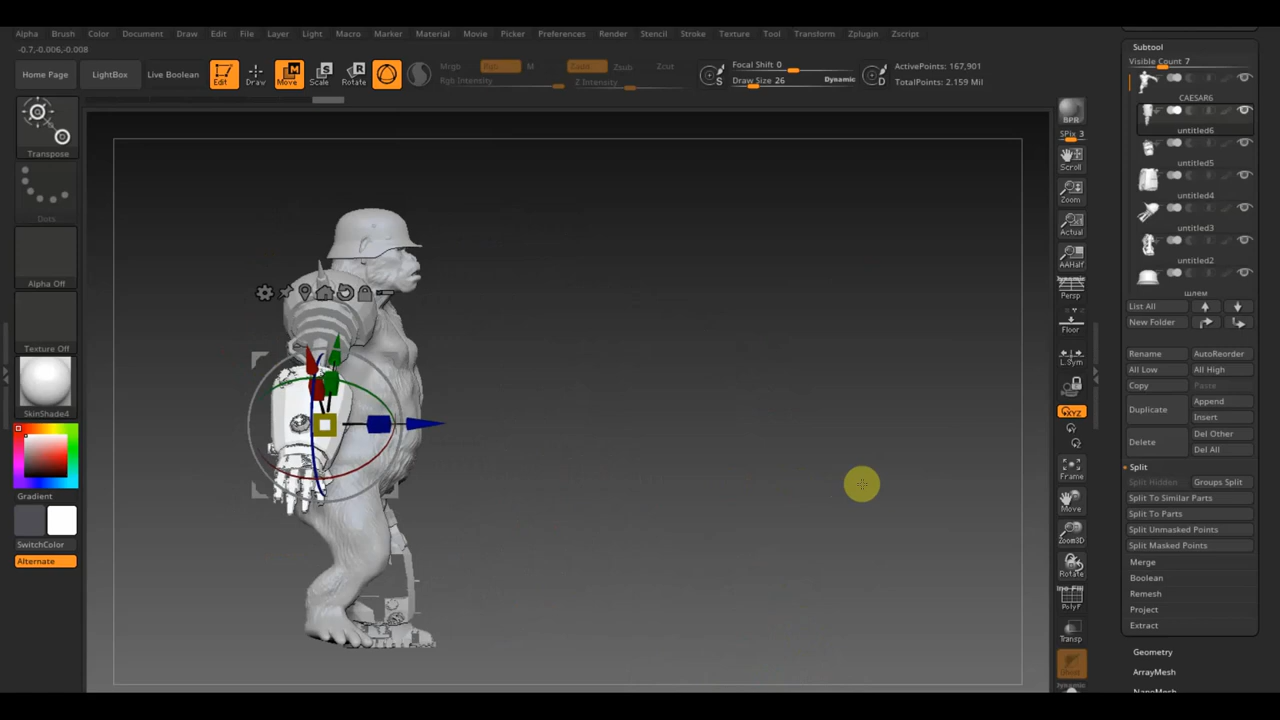 Alpha Brush Color Document Draw Edit File Layer Light Macro Marker Material Movie Picker Preferences Render Stencil Stroke Texture Tool Transform Zplugin Zscript
-0.7,-0.006,-0.008
Home Page
LightBox
Live Boolean
Edit
Draw
Move
Scale
Rotate
Mrgb
Rgb
M
Rgb Intensity
Zadd
Zsub
Zcut
Z Intensity
S
Focal Shift 0
Draw Size 26
Dynamic
D
ActivePoints: 167,901
TotalPoints: 2.159 Mil
Transpose
Dots
Alpha Off
Texture Off
SkinShade4
Gradient
SwitchColor
Alternate
BPR
SPix 3
Scroll
Zoom
Actual
AAHalf
Dynamic
Persp
Floor
L.Sym
XYZ
Y
Z
Frame
Move
Zoom3D
Rotate
PolyF
Transp
Dynamic
Subtool
Visible Count 7
CAESAR6
untitled6
untitled5
untitled4
untitled3
untitled2
шлем
List All
New Folder
Rename
AutoReorder
All Low
All High
Copy
Paste
Duplicate
Append
Insert
Delete
Del Other
Del All
Split
Split Hidden
Groups Split
Split To Similar Parts
Split To Parts
Split Unmasked Points
Split Masked Points
Merge
Boolean
Remesh
Project
Extract
Geometry
ArrayMesh
NanoMesh